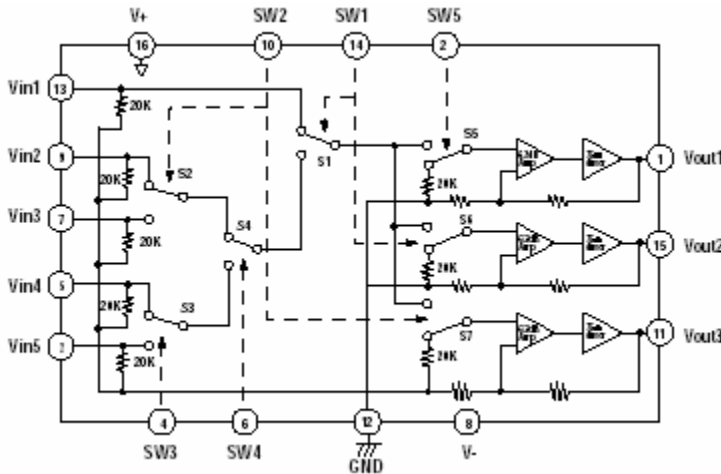 V+
SW2
SW1
SW5
16
10
14
2
Vin1
13
20K
Vin2
9
20K
S2
S1
S5
1
Vout1
20K
Vin3
7
20K
S4
S6
15
Vout2
20K
Vin4
5
20K
S3
S7
11
Vout3
20K
Vin5
20K
4
6
12
8
SW3
SW4
GND
V-